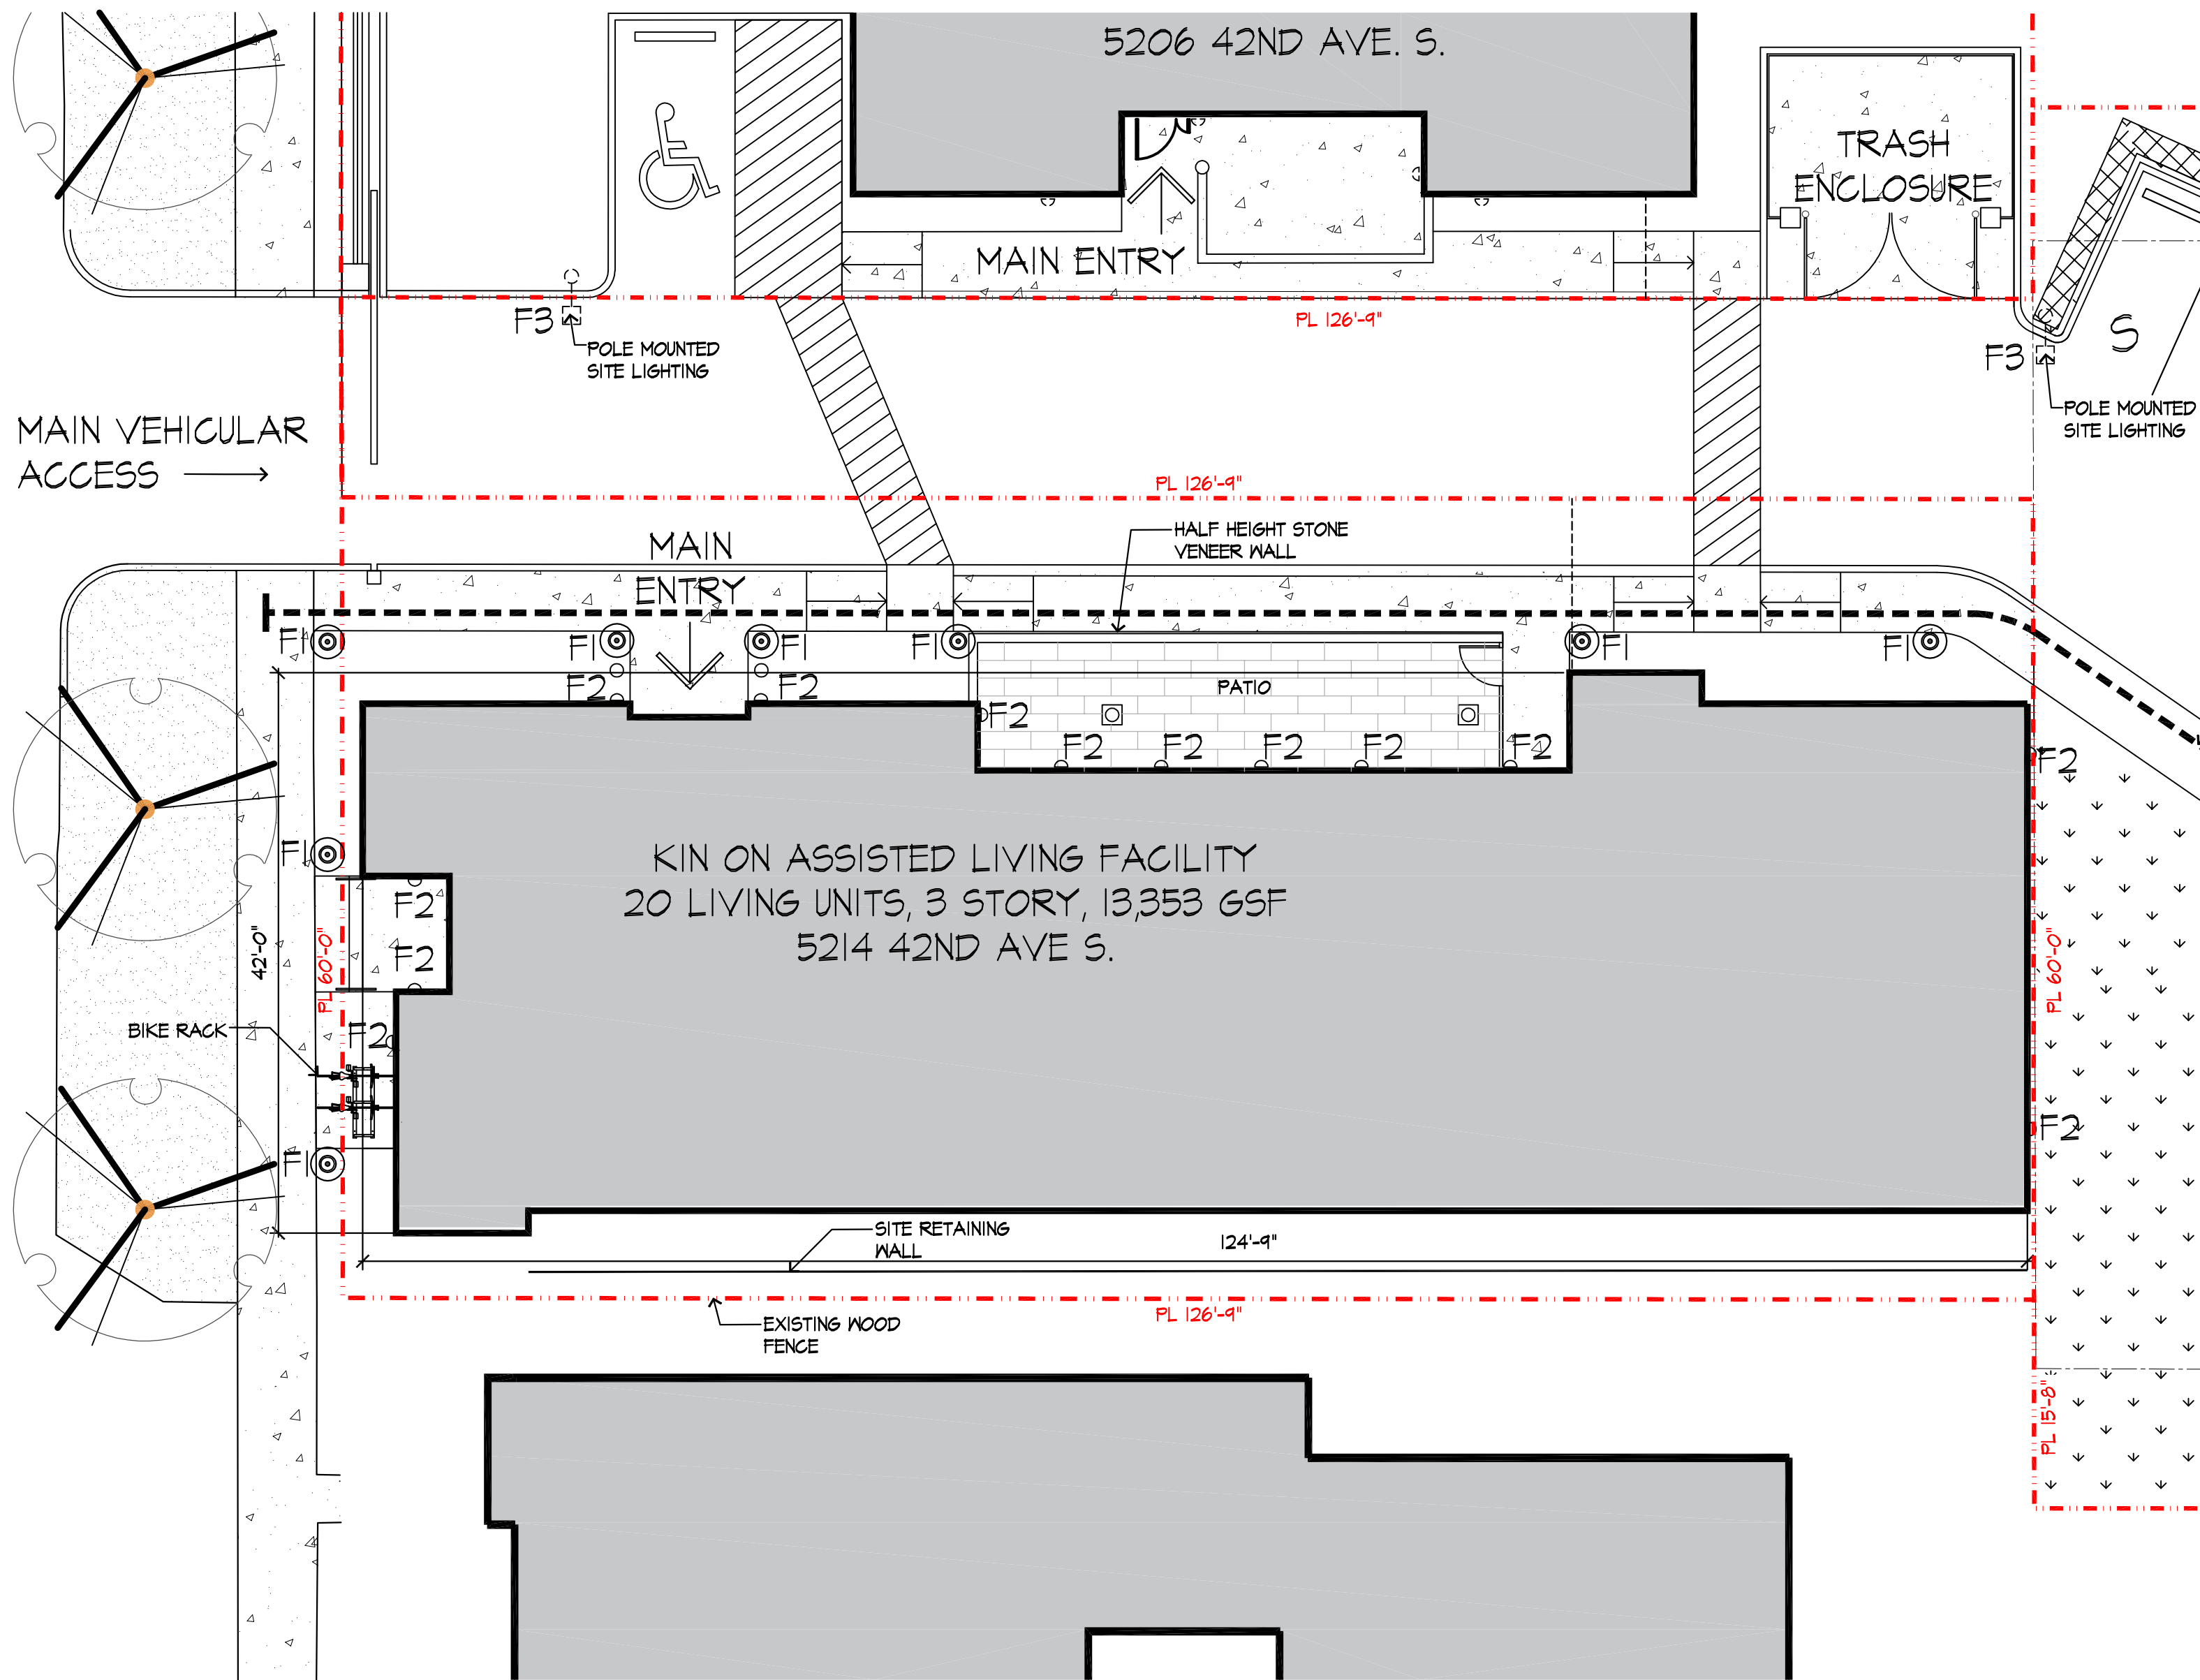 5206 42ND AVE. S.
TRASH
ENCLOSURE
MAIN ENTRY
F3
POLE MOUNTED
SITE LIGHTING
PL 126'-9"
S
F3
POLE MOUNTED
SITE LIGHTING
MAIN VEHICULAR
ACCESS
PL 126'-9"
HALF HEIGHT STONE
VENEER WALL
MAIN
ENTRY
F1
F1
F1
F1
F1
F1
F2
F2
PATIO
F2
F2
F2
F2
F2
F2
F2
KIN ON ASSISTED LIVING FACILITY
20 LIVING UNITS, 3 STORY, 13,353 GSF
5214 42ND AVE S.
F1
F2
F2
42'-0"
PL 60'-0"
PL 60'-0"
BIKE RACK
F2
F2
F1
SITE RETAINING
WALL
124'-9"
PL 126'-9"
EXISTING WOOD
FENCE
PL 15'-8"